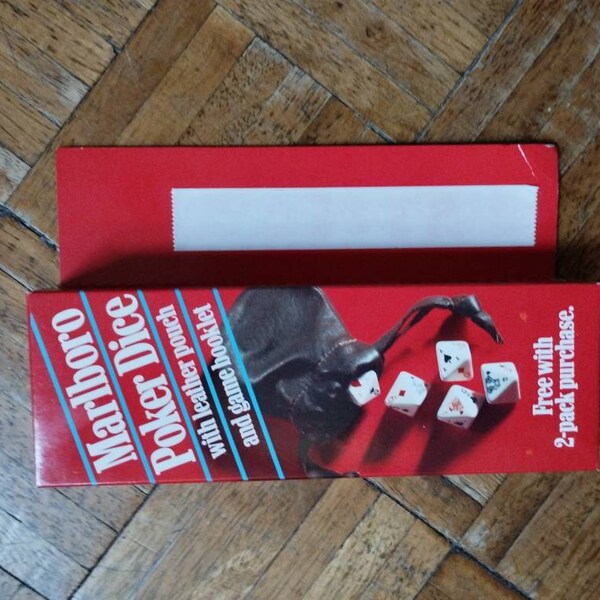 Marlboro
Poker Dice
with leather pouch
and game booklet
Free with
2-pack purchase.